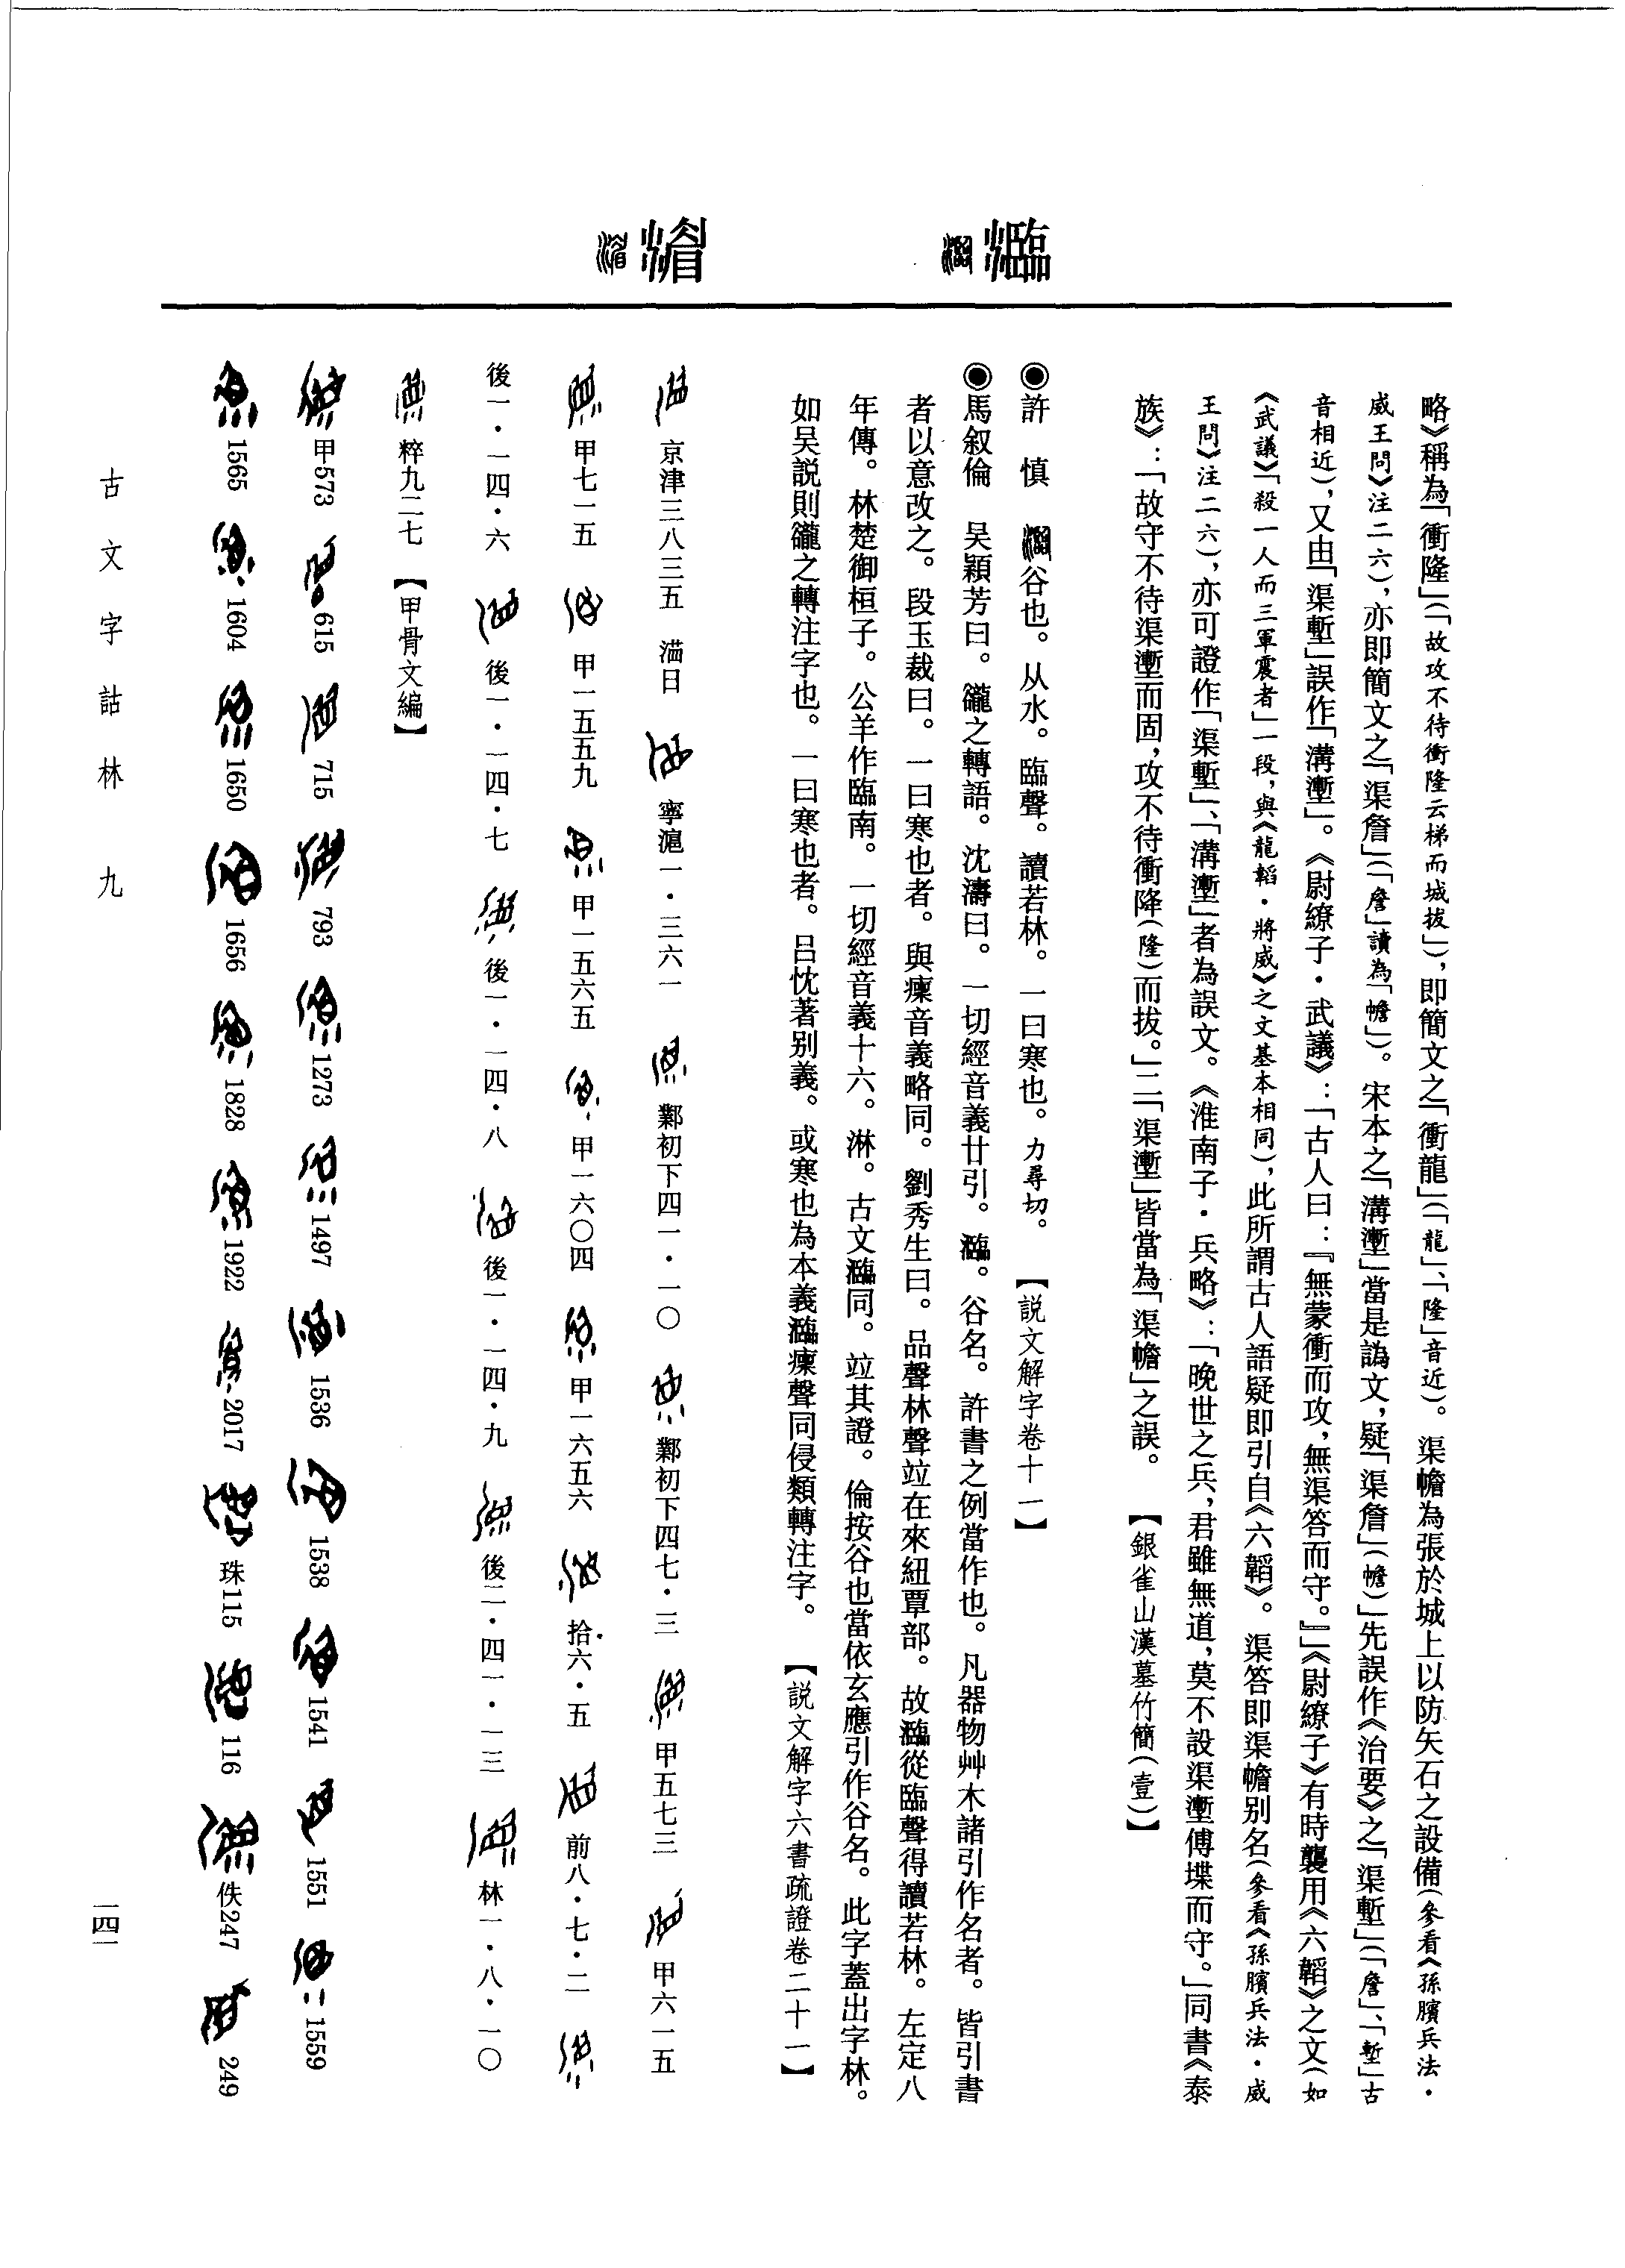 瀶
略》稱為「衝隆」(「故攻不待衝隆云梯而城拔」),即簡文之「衝龍」(「龍」、「隆」音近)。渠幨為張於城上以防矢石之設備(參看《孫臏兵法·
威王問》注二六),亦即簡文之「渠詹」(「詹」讀為「幨」)。宋本之「溝壍」當是譌文,疑「渠詹」(幨)」先誤作《治要》之「渠塹」(「詹」、「塹」古
音相近),又由「渠塹」誤作「溝壍」。《尉繚子·武議》:「古人曰:『無蒙衝而攻,無渠答而守。』」《尉繚子》有時襲用《六韜》之文(如
《武議》「殺一人而三軍震者」一段,與《龍韜·將威》之文基本相同),此所謂古人語疑即引自《六韜》。渠答即渠幨別名(參看《孫臏兵法·威
王問》注二六),亦可證作「渠塹」、「溝壍」者為誤文。《淮南子·兵略》:「晚世之兵,君雖無道,莫不設渠壍傅堞而守。」同書《泰
族》:「故守不待渠壍而固,攻不待衝降(隆)而拔。」二「渠壍」皆當為「渠幨」之誤。 【銀雀山漢墓竹簡(壹)】
◉許 慎 谷也。从水。臨聲。讀若林。一曰寒也。力尋切。 【説文解字卷十一】
◉馬叙倫 吴穎芳曰。瀧之轉語。沈濤曰。一切經音義廿引。瀶。谷名。許書之例當作也。凡器物艸木諸引作名者。皆引書
者以意改之。段玉裁曰。一曰寒也者。與凜音義略同。劉秀生曰。品聲林聲竝在來紐覃部。故瀶從臨聲得讀若林。左定八
年傳。林楚御桓子。公羊作臨南。一切經音義十六。淋。古文瀶同。竝其證。倫按谷也當依玄應引作谷名。此字蓋出字林。
如吴説則瀧之轉注字也。一曰寒也者。吕忱著別義。或寒也為本義瀶凜聲同侵類轉注字。 【説文解字六書疏證卷二十一】
京津三八三五 湁日 寧滬一·三六一 鄴初下四一·一〇 鄴初下四七·三 甲五七三 甲六一五
甲七一五 甲一五五九 甲一五六五 甲一六〇四 甲一六五六 拾六·五 前八·七·二
後一·一四·六 後一·一四·七 後一·一四·八 後一·一四·九 後二·四一·一三 林一·八·一〇
粹九二七 【甲骨文編】
甲573 615 715 793 1273 1497 1536 1538 1541 1551 1559
1565 1604 1650 1656 1828 1922 2017 珠115 116 佚247 249
古文字詁林 九
一四一